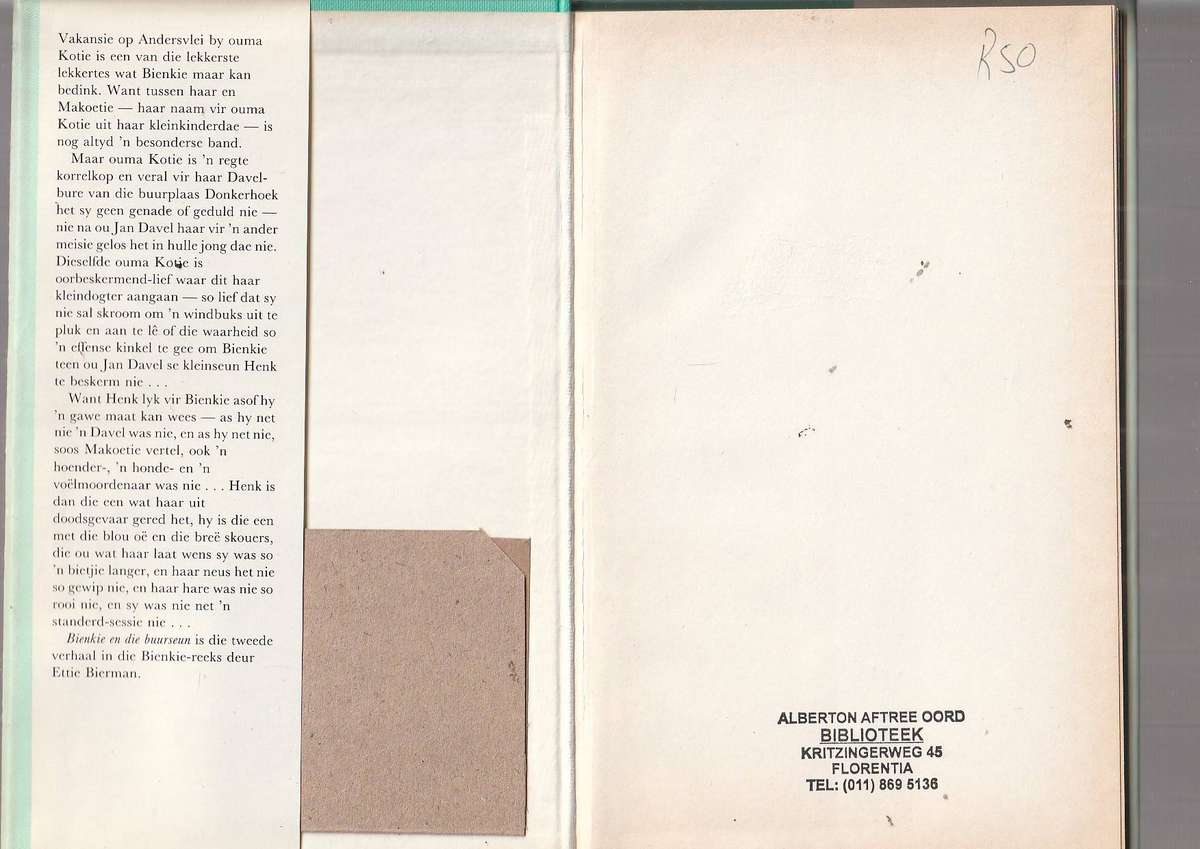 Vakansie op Andersvlei by ouma
Kotie is een van die lekkerste
lekkertes wat Bienkie maar kan
bedink. Want tussen haar en
Makoetie — haar naam vir ouma
Kotie uit haar kleinkinderdae — is
nog altyd ’n besonderse band.
Maar ouma Kotie is ’n regte
korrelkop en veral vir haar Davel-
bure van die buurplaas Donkerhoek
het sy geen genade of geduld nie —
nie na ou Jan Davel haar vir ’n ander
meisie gelos het in hulle jong dae nie.
Dieselfde ouma Kotie is
oorbeskermend-lief waar dit haar
kleindogter aangaan — so lief dat sy
nie sal skroom om ’n windbuks uit te
pluk en aan te lê of die waarheid so
’n effense kinkel te gee om Bienkie
teen ou Jan Davel se kleinseun Henk
te beskerm nie . . .
Want Henk lyk vir Bienkie asof hy
’n gawe maat kan wees — as hy net
nie ’n Davel was nie, en as hy net nie,
soos Makoetie vertel, ook ’n
hoender-, ’n honde- en ’n
voëlmoordenaar was nie . . . Henk is
dan die een wat haar uit
doodsgevaar gered het, hy is die een
met die blou oë en die breë skouers,
die ou wat haar laat wens sy was so
’n bietjie langer, en haar neus het nie
so gewip nie, en haar hare was nie so
rooi nie, en sy was nie net ’n
standerd-sessie nie . . .
Bienkie en die buurseun is die tweede
verhaal in die Bienkie-reeks deur
Ettie Bierman.
R50
ALBERTON AFTREE OORD
BIBLIOTEEK
KRITZINGERWEG 45
FLORENTIA
TEL: (011) 869 5136